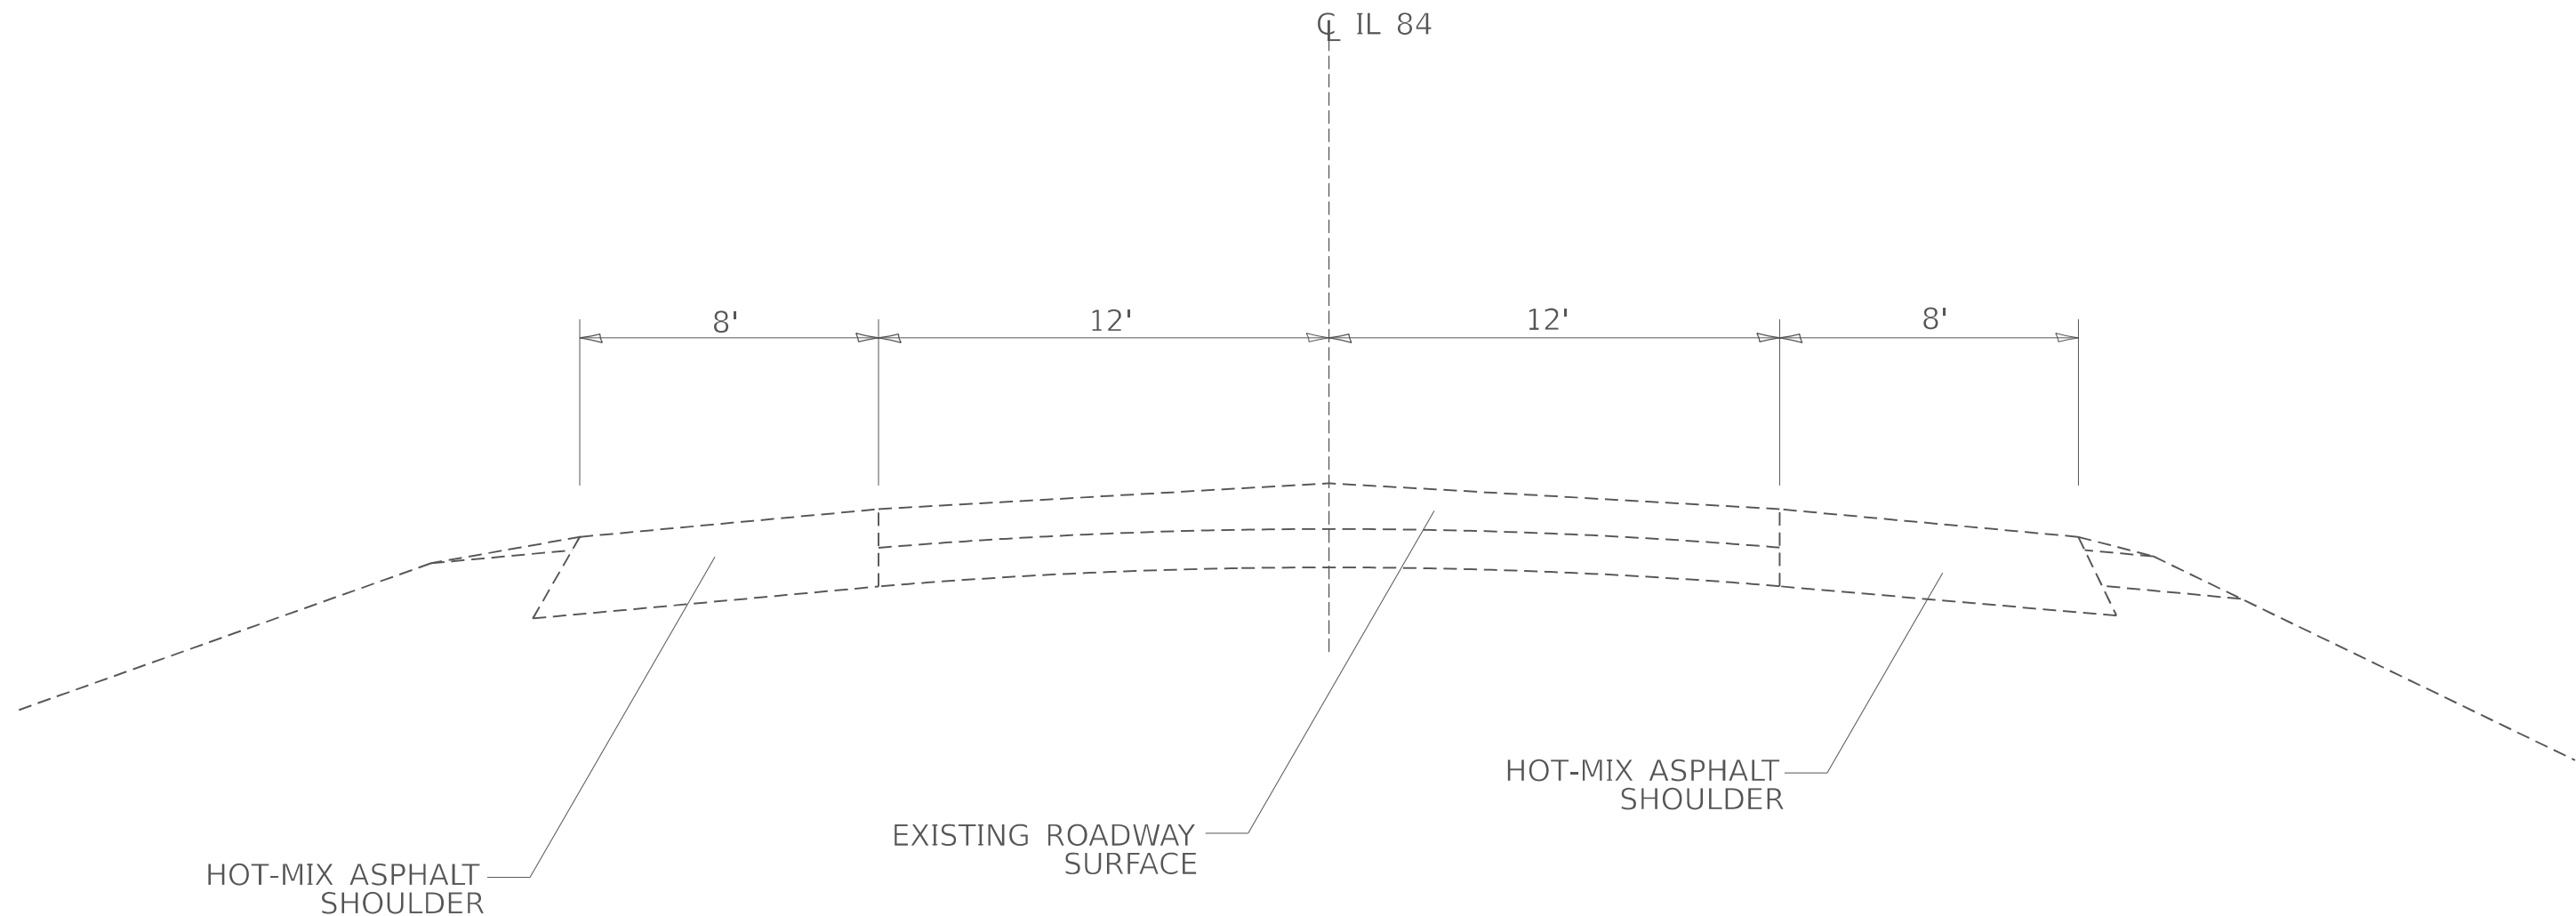 ℄ IL 84
8'
12'
12'
8'
HOT-MIX ASPHALT
SHOULDER
EXISTING ROADWAY
SURFACE
HOT-MIX ASPHALT
SHOULDER